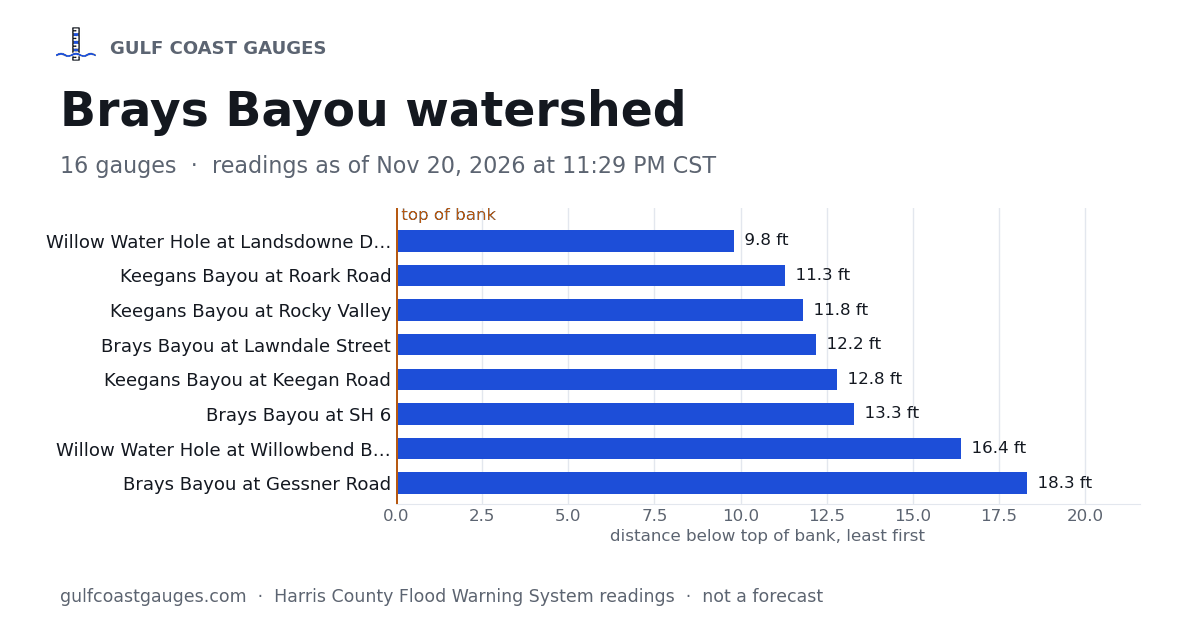 GULF COAST GAUGES
Brays Bayou watershed
16 gauges · readings as of Nov 20, 2026 at 11:29 PM CST
top of bank
Willow Water Hole at Landsdowne D… 9.8 ft
Keegans Bayou at Roark Road 11.3 ft
Keegans Bayou at Rocky Valley 11.8 ft
Brays Bayou at Lawndale Street 12.2 ft
Keegans Bayou at Keegan Road 12.8 ft
Brays Bayou at SH 6 13.3 ft
Willow Water Hole at Willowbend B… 16.4 ft
Brays Bayou at Gessner Road 18.3 ft
0.0 2.5 5.0 7.5 10.0 12.5 15.0 17.5 20.0
distance below top of bank, least first
gulfcoastgauges.com · Harris County Flood Warning System readings · not a forecast